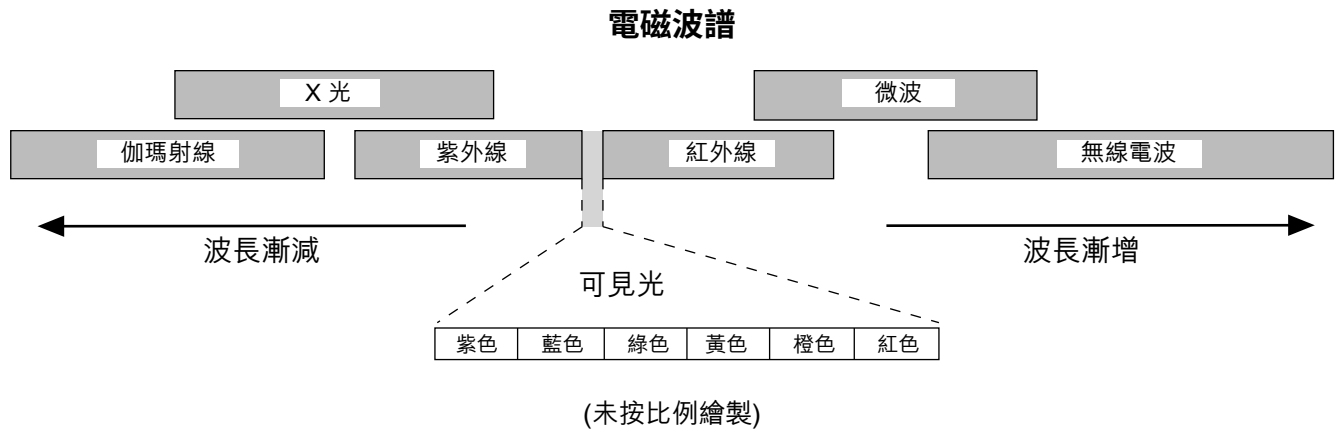 電磁波譜
X 光
微波
伽瑪射線
紫外線
紅外線
無線電波
波長漸減
波長漸增
可見光
紫色 藍色 綠色 黃色 橙色 紅色
(未按比例繪製)